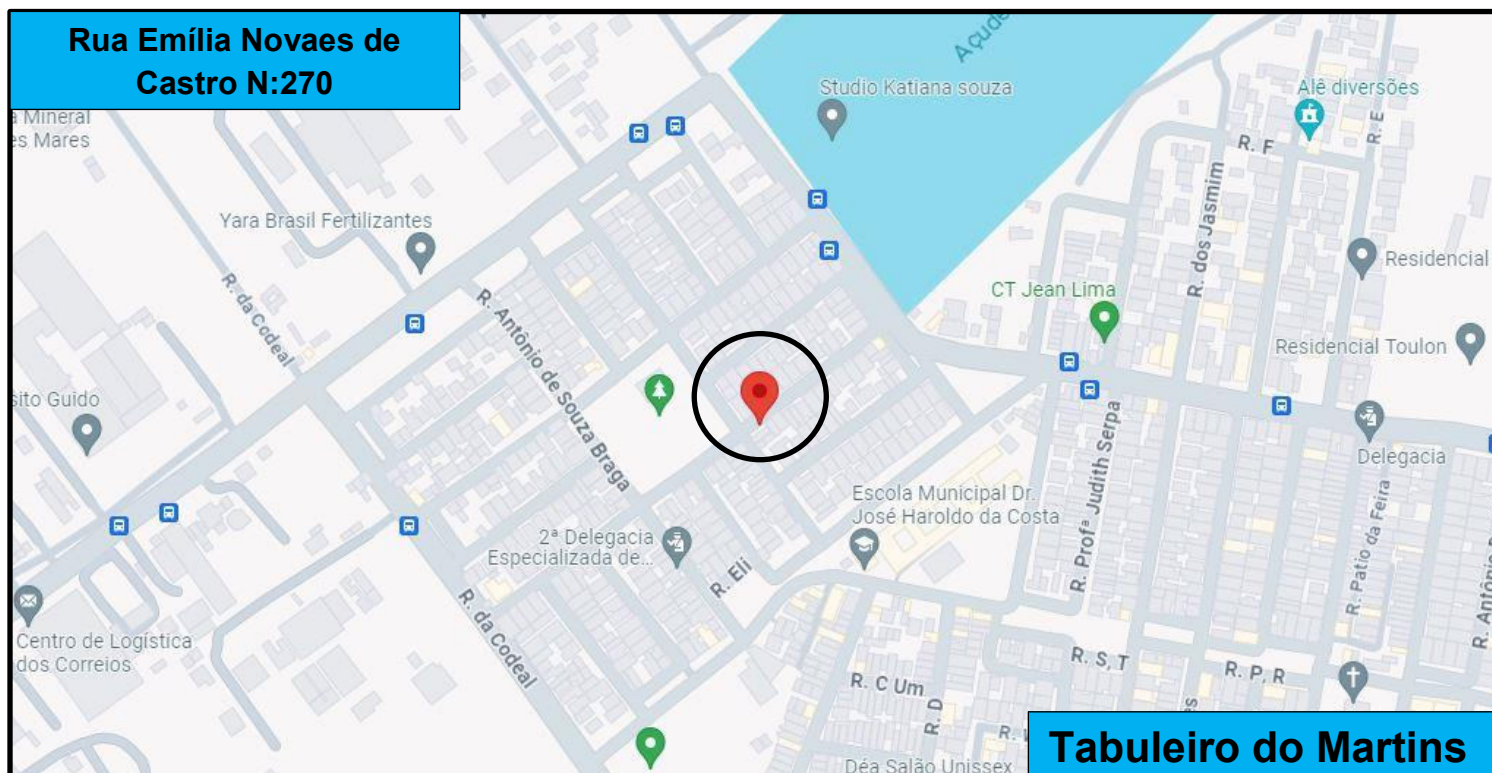 Rua Emília Novaes de
Castro N:270
Açude
Studio Katiana souza
Alê diversões
a Mineral
es Mares
R. F
R. E
Yara Brasil Fertilizantes
R. dos Jasmim
Residencial
R. da Codeal
CT Jean Lima
R. Antônio de Souza Braga
Residencial Toulon
sito Guido
R. Profª Judith Serpa
Delegacia
Escola Municipal Dr.
José Haroldo da Costa
2ª Delegacia
Especializada de...
R. Patio da Feira
R. Eli
R. Antônio
R. da Codeal
Centro de Logística
dos Correios
R. S, T
R. P, R
R. C Um
R. D
es
R.
Tabuleiro do Martins
Déa Salão Unissex